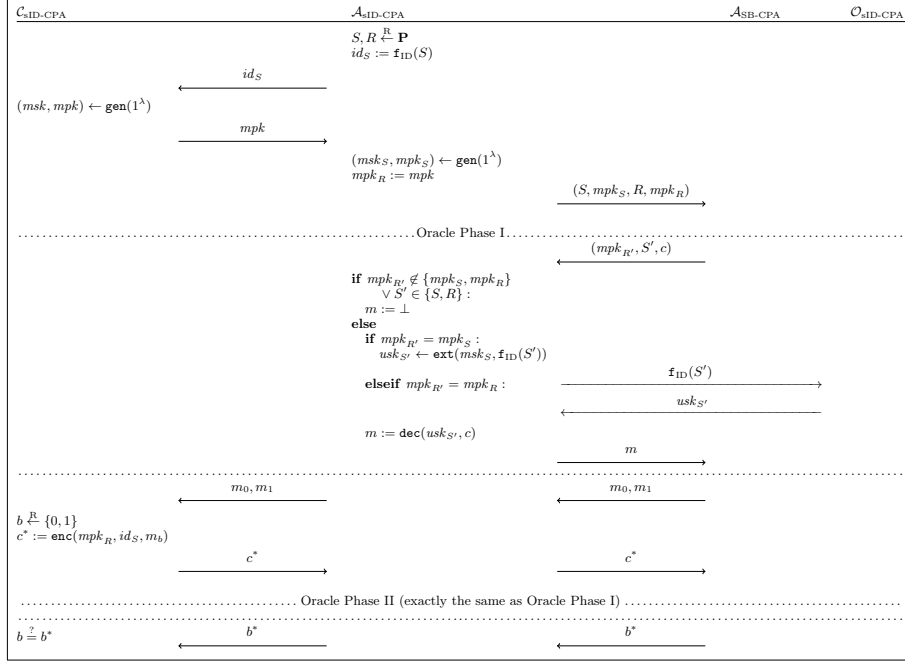 C_sID-CPA A_sID-CPA A_SB-CPA O_sID-CPA
S, R ←R P
id_S := f_ID(S)
id_S
(msk, mpk) ← gen(1^λ)
mpk
(msk_S, mpk_S) ← gen(1^λ)
mpk_R := mpk
(S, mpk_S, R, mpk_R)
Oracle Phase I
(mpk_R', S', c)
if mpk_R' ∉ {mpk_S, mpk_R}
∨ S' ∈ {S, R} :
m := ⊥
else
if mpk_R' = mpk_S :
usk_S' ← ext(msk_S, f_ID(S'))
f_ID(S')
elseif mpk_R' = mpk_R :
usk_S'
m := dec(usk_S', c)
m
m_0, m_1 m_0, m_1
b ←R {0, 1}
c* := enc(mpk_R, id_S, m_b)
c* c*
Oracle Phase II (exactly the same as Oracle Phase I)
b ?= b* b* b*